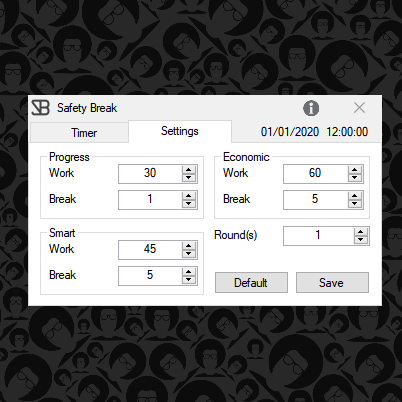 SB Safety Break
Timer Settings 01/01/2020 12:00:00
Progress
Work 30
Break 1
Economic
Work 60
Break 5
Smart
Work 45
Break 5
Round(s) 1
Default Save